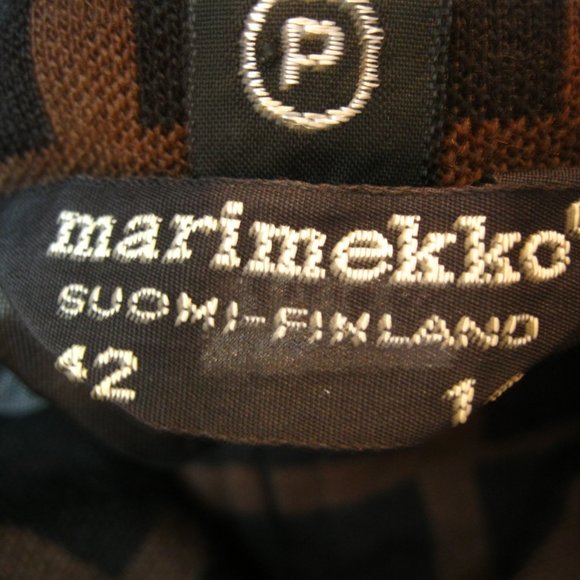 P
marimekko
SUOMI-FINLAND
42